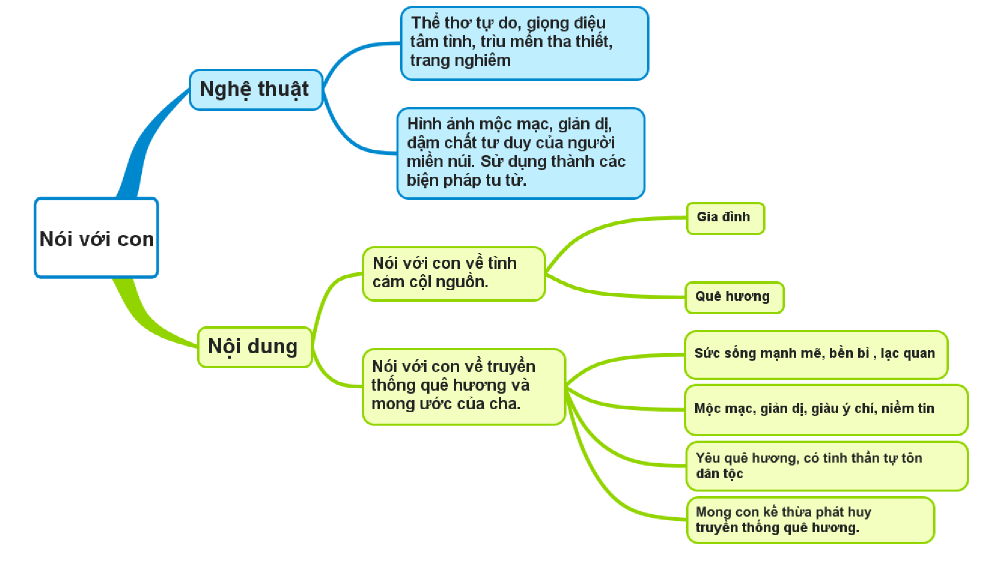 Thể thơ tự do, giọng điệu
tâm tình, trìu mến tha thiết,
trang nghiêm
Nghệ thuật
Hình ảnh mộc mạc, giản dị,
đậm chất tư duy của người
miền núi. Sử dụng thành các
biện pháp tu từ.
Nói với con
Gia đình
Nói với con về tình
cảm cội nguồn.
Quê hương
Nội dung
Nói với con về truyền
thống quê hương và
mong ước của cha.
Sức sống mạnh mẽ, bền bỉ , lạc quan
Mộc mạc, giản dị, giàu ý chí, niềm tin
Yêu quê hương, có tinh thần tự tôn
dân tộc
Mong con kế thừa phát huy
truyền thống quê hương.